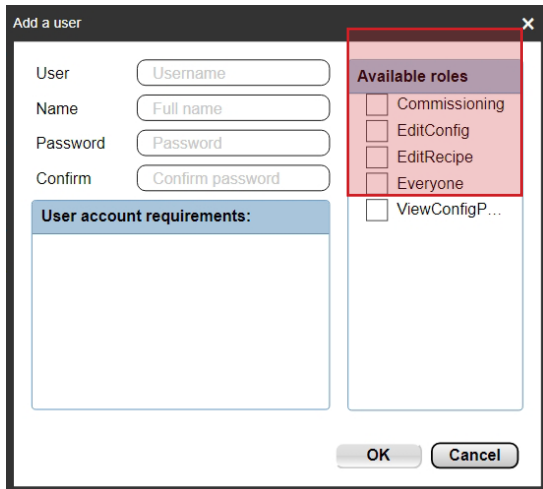 Add a user
User
Username
Name
Full name
Password
Password
Confirm
Confirm password
User account requirements:
Available roles
Commissioning
EditConfig
EditRecipe
Everyone
ViewConfigP...
OK
Cancel